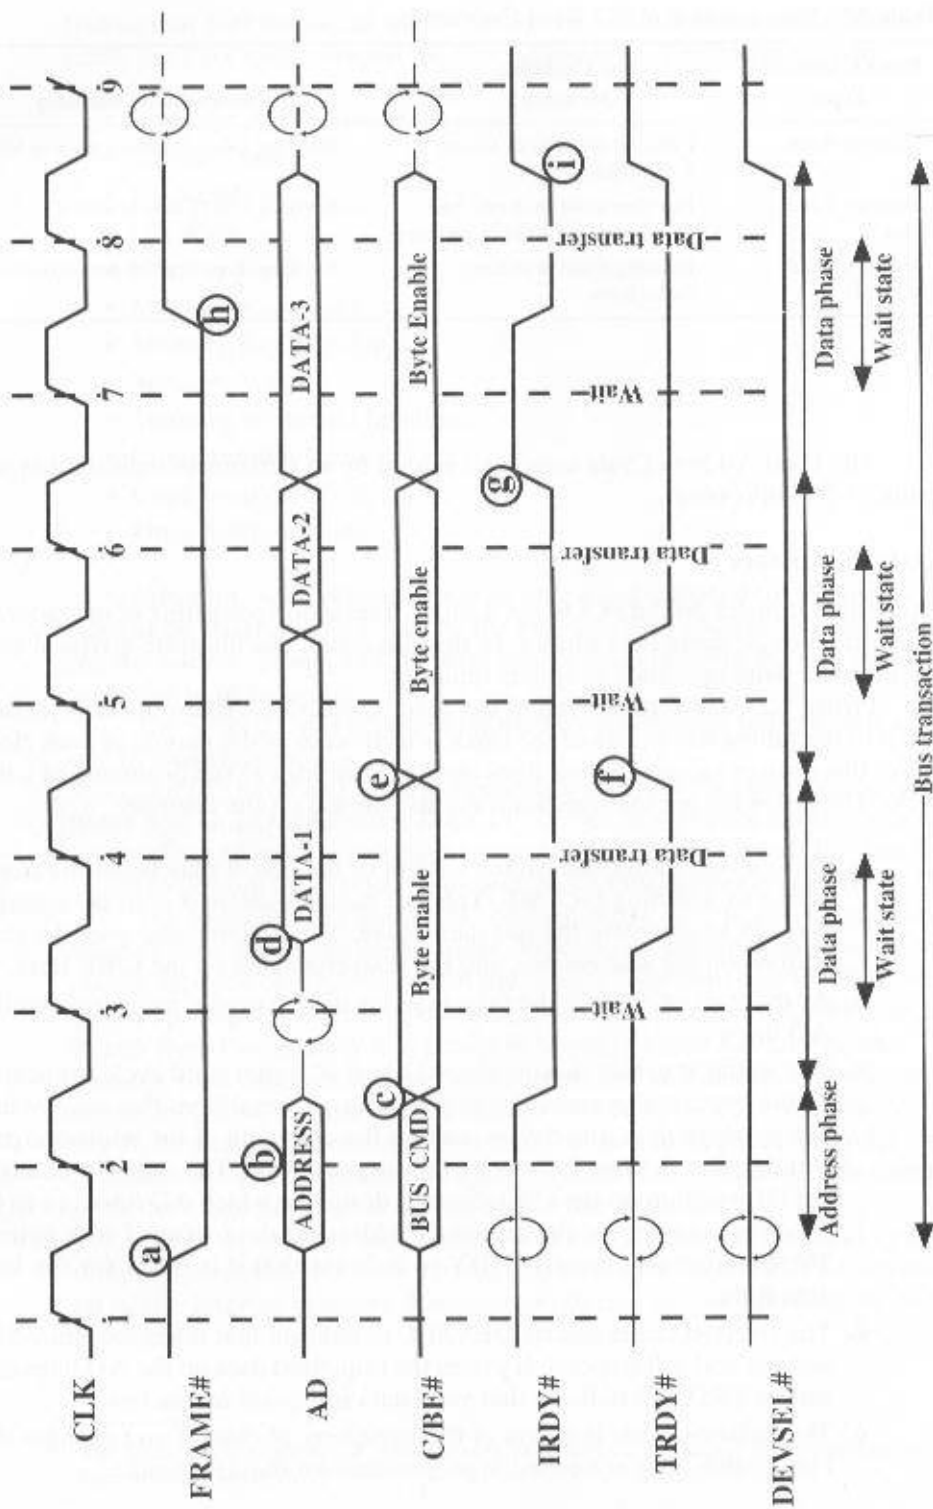 1 2 3 4 5 6 7 8 9
CLK
a h
FRAME#
b d
AD ADDRESS DATA-1 DATA-2 DATA-3
c e
C/BE# BUS CMD Byte enable Byte enable Byte Enable
g i
IRDY#
Wait Data transfer Wait Data transfer Wait Data transfer
f
TRDY#
DEVSEL#
Address phase Data phase Data phase Data phase
Wait state Wait state Wait state
Bus transaction